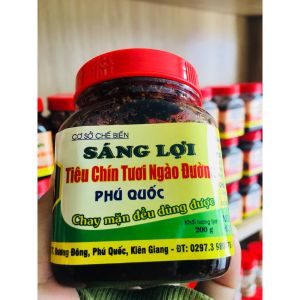 CƠ SỞ CHẾ BIẾN
SÁNG LỢI
Tiêu Chín Tươi Ngào Đường
PHÚ QUỐC
Chay mặn đều dùng được
Khối lượng tịnh
200 g
Dương Đông, Phú Quốc, Kiên Giang - ĐT: 0297.3